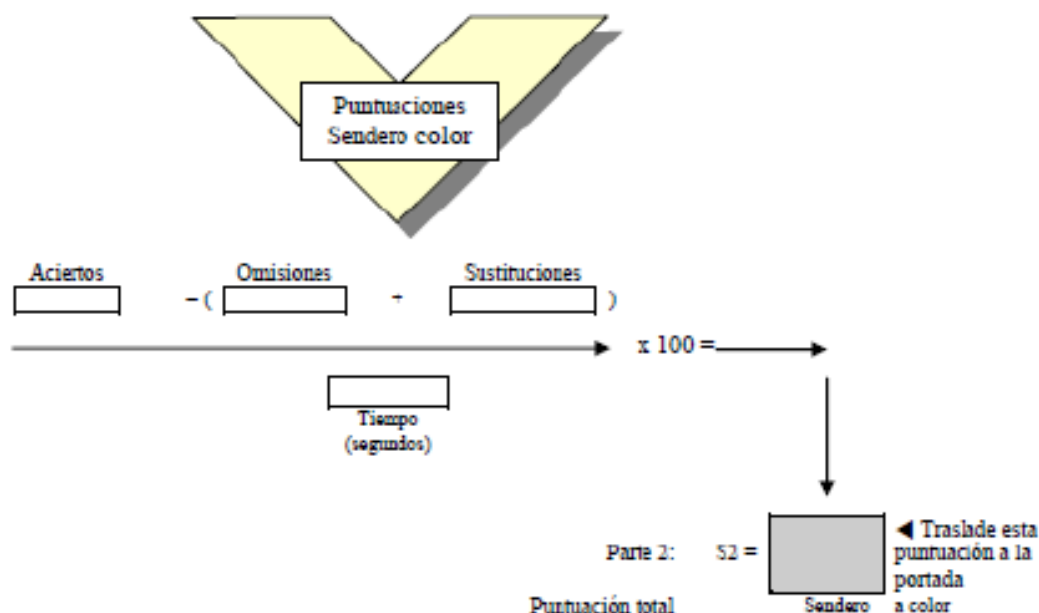 Puntuaciones
Sendero color
Aciertos Omisiones Sustituciones
– ( + )
x 100 =
Tiempo
(segundos)
◄ Traslade esta
Parte 2: S2 = puntuación a la
portada
Puntuación total Sendero a color